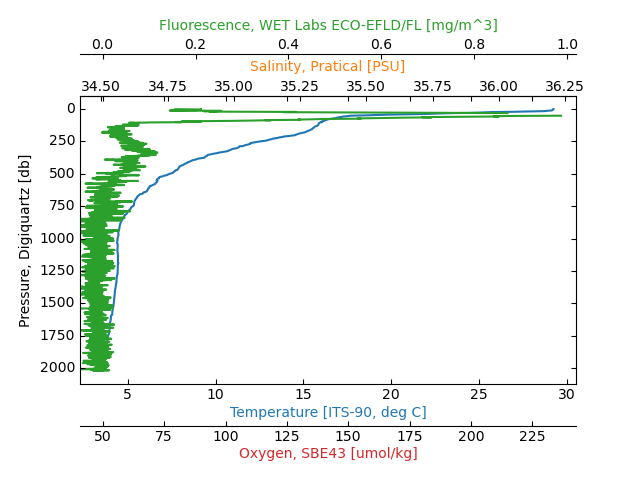 Fluorescence, WET Labs ECO-EFLD/FL [mg/m^3]
0.0 0.2 0.4 0.6 0.8 1.0
Salinity, Pratical [PSU]
34.50 34.75 35.00 35.25 35.50 35.75 36.00 36.25
Pressure, Digiquartz [db]
0
250
500
750
1000
1250
1500
1750
2000
5 10 15 20 25 30
Temperature [ITS-90, deg C]
50 75 100 125 150 175 200 225
Oxygen, SBE43 [umol/kg]